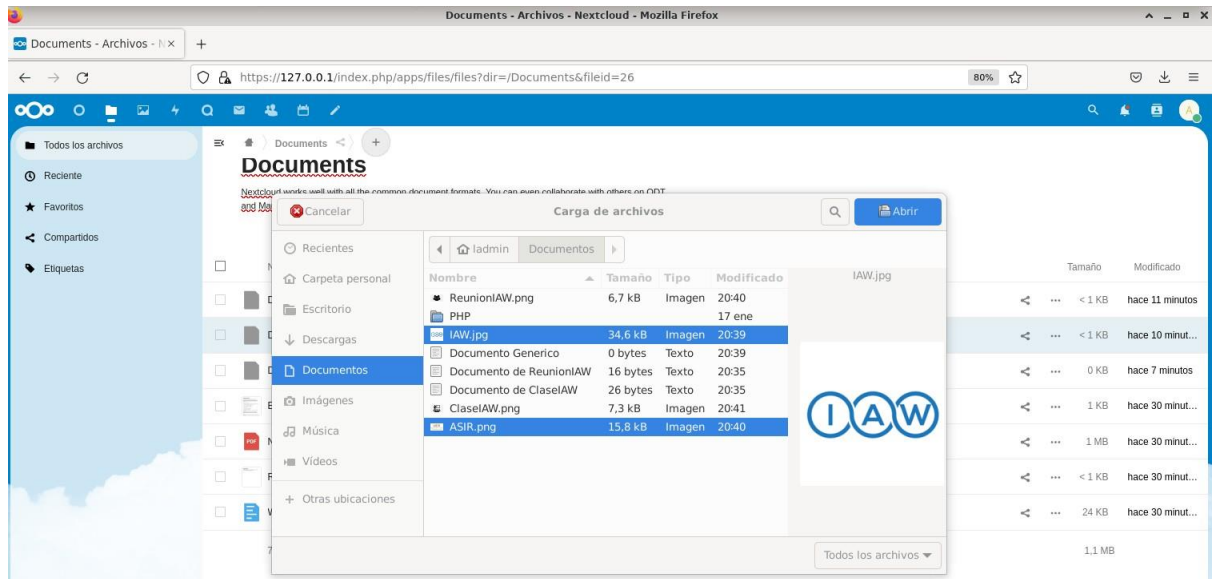 Documents - Archivos - Nextcloud - Mozilla Firefox
Documents - Archivos - N
https://127.0.0.1/index.php/apps/files/files?dir=/Documents&fileid=26
80%
A
Todos los archivos
Reciente
Favoritos
Compartidos
Etiquetas
Documents
Documents
Nextcloud works well with all the common document formats. You can even collaborate with others on ODT
and Ma
Cancelar
Carga de archivos
Abrir
Recientes
Carpeta personal
Escritorio
Descargas
Documentos
Imágenes
Música
Vídeos
Otras ubicaciones
ladmin Documentos
Nombre Tamaño Tipo Modificado
ReunionIAW.png 6,7 kB Imagen 20:40
PHP 17 ene
IAW.jpg 34,6 kB Imagen 20:39
Documento Generico 0 bytes Texto 20:39
Documento de ReunionIAW 16 bytes Texto 20:35
Documento de ClaseIAW 26 bytes Texto 20:35
ClaseIAW.png 7,3 kB Imagen 20:41
ASIR.png 15,8 kB Imagen 20:40
IAW.jpg
IAW
Todos los archivos
Tamaño Modificado
< 1 KB hace 11 minutos
< 1 KB hace 10 minut...
0 KB hace 7 minutos
1 KB hace 30 minut...
PDF
1 MB hace 30 minut...
< 1 KB hace 30 minut...
24 KB hace 30 minut...
1,1 MB